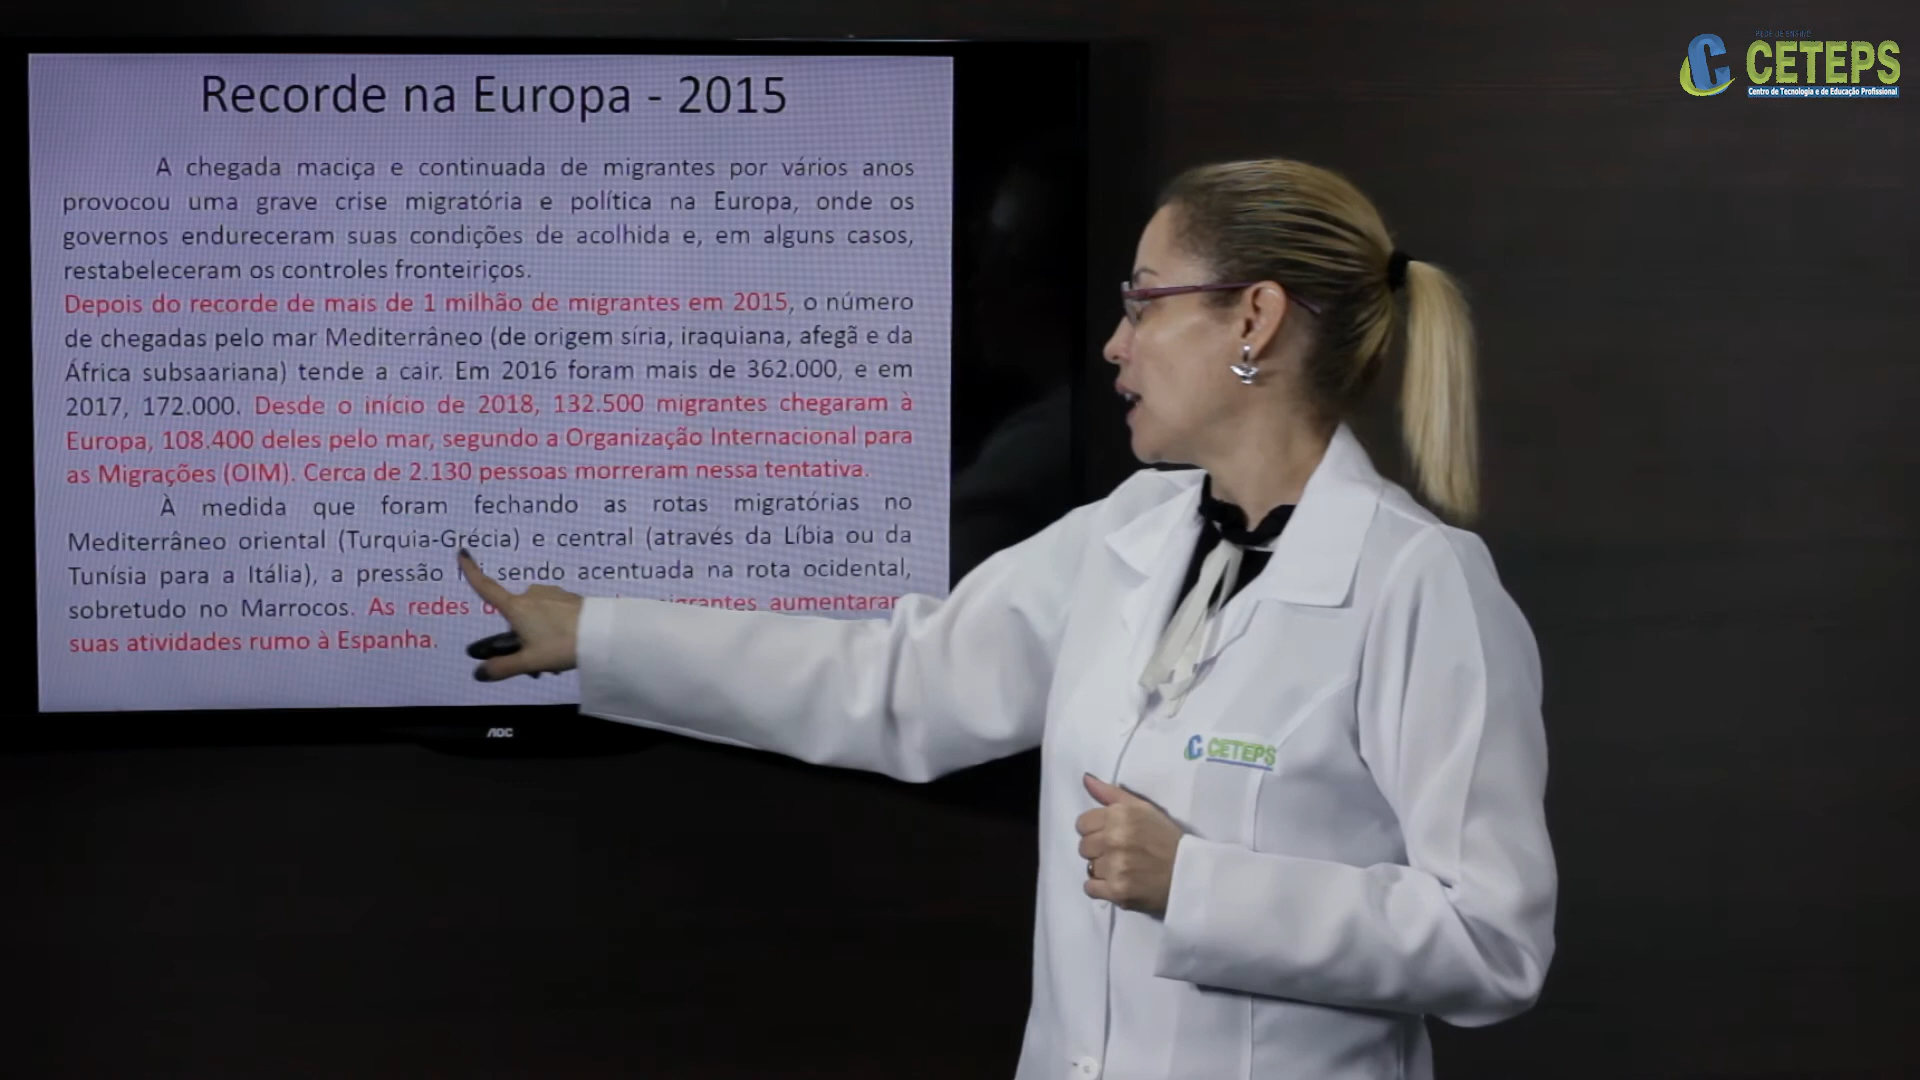 Recorde na Europa - 2015
A chegada maciça e continuada de migrantes por vários anos
provocou uma grave crise migratória e política na Europa, onde os
governos endureceram suas condições de acolhida e, em alguns casos,
restabeleceram os controles fronteiriços.
Depois do recorde de mais de 1 milhão de migrantes em 2015, o número
de chegadas pelo mar Mediterrâneo (de origem síria, iraquiana, afegã e da
África subsaariana) tende a cair. Em 2016 foram mais de 362.000, e em
2017, 172.000. Desde o início de 2018, 132.500 migrantes chegaram à
Europa, 108.400 deles pelo mar, segundo a Organização Internacional para
as Migrações (OIM). Cerca de 2.130 pessoas morreram nessa tentativa.
À medida que foram fechando as rotas migratórias no
Mediterrâneo oriental (Turquia-Grécia) e central (através da Líbia ou da
Tunísia para a Itália), a pressão sendo acentuada na rota ocidental,
sobretudo no Marrocos. As redes migrantes
suas atividades rumo à Espanha.
AOC
REDE DE ENSINO
CETEPS
Centro de Tecnologia e de Educação Profissional
CETEPS